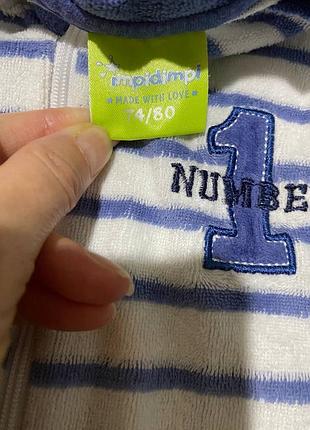 impidimpi
MADE WITH LOVE
74/80
1
NUMBE